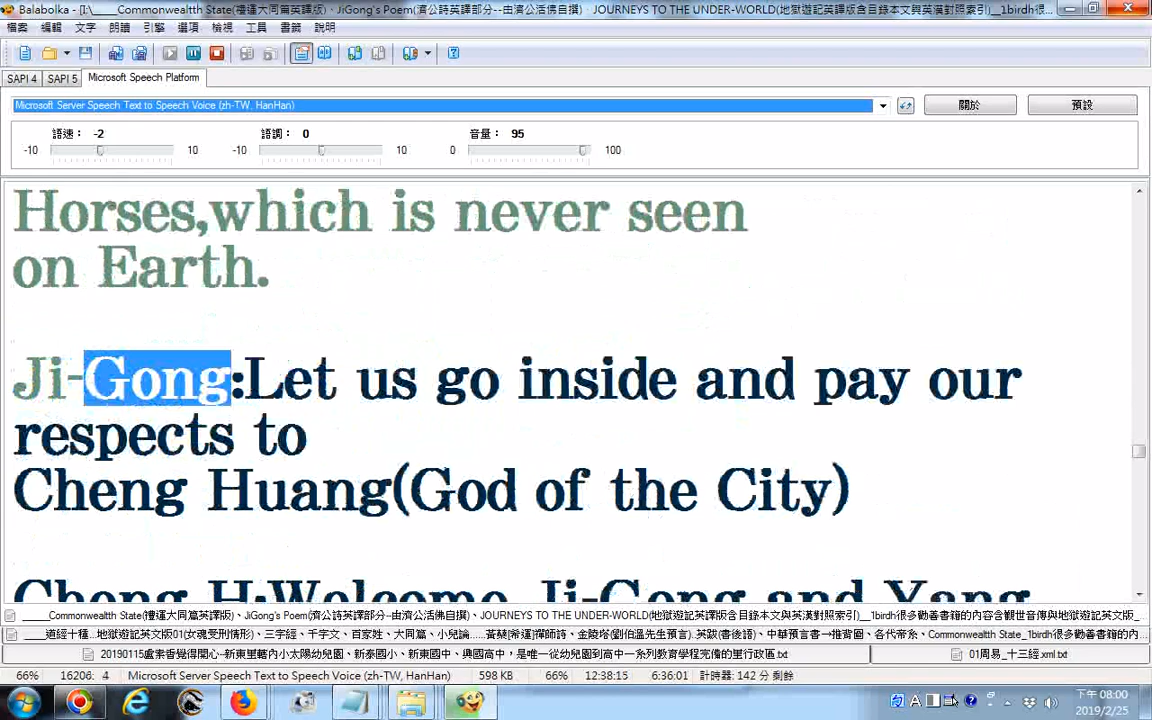 Balabolka - [I:\_____Commonwealtth State(禮運大同篇英譯版)、JiGong's Poem(濟公詩英譯部分--由濟公活佛自撰)、JOURNEYS TO THE UNDER-WORLD(地獄遊記英譯版含目錄本文與英漢對照索引)__1birdh很...
檔案 編輯 文字 朗讀 引擎 選項 檢視 工具 書籤 說明
SAPI 4 SAPI 5 Microsoft Speech Platform
Microsoft Server Speech Text to Speech Voice (zh-TW, HanHan)
關於 預設
語速： -2 語調： 0 音量： 95
-10 10 -10 10 0 100
Horses,which is never seen
on Earth.
Ji-Gong:Let us go inside and pay our
respects to
Cheng Huang(God of the City)
Cheng H:Welcome, Ji-Gong and Yang
_____Commonwealtth State(禮運大同篇英譯版)、JiGong's Poem(濟公詩英譯部分--由濟公活佛自撰)、JOURNEYS TO THE UNDER-WORLD(地獄遊記英譯版含目錄本文與英漢對照索引)__1birdh很多勸善書籍的內容含觀世音傳與地獄遊記英文版_
20190115盧素香覺得開心--新東里轄內小太陽幼兒園、新泰國小、新東國中、興國高中，是唯一從幼兒園到高中一系列教育學程完備的里行政區.txt 01周易_十三經.xml.txt
66% 16206: 4 Microsoft Server Speech Text to Speech Voice (zh-TW, HanHan) 598 KB 66% 12:38:15 6:36:01 計時器: 142 分 剩餘
A 下午 08:00
2019/2/25